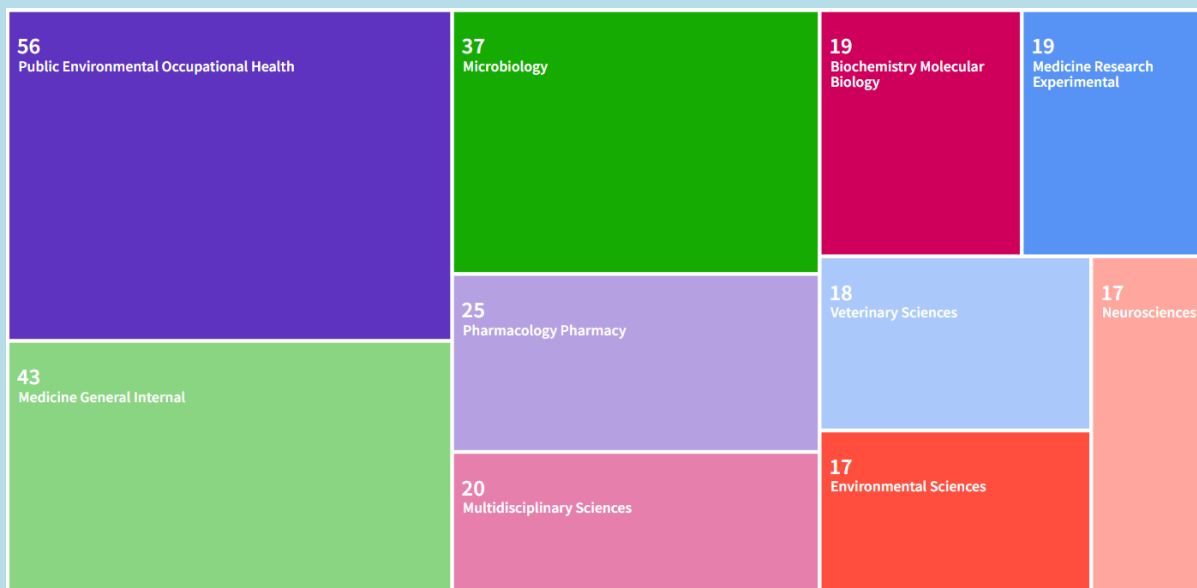 56
Public Environmental Occupational Health
43
Medicine General Internal
37
Microbiology
25
Pharmacology Pharmacy
20
Multidisciplinary Sciences
19
Biochemistry Molecular
Biology
19
Medicine Research
Experimental
18
Veterinary Sciences
17
Environmental Sciences
17
Neurosciences